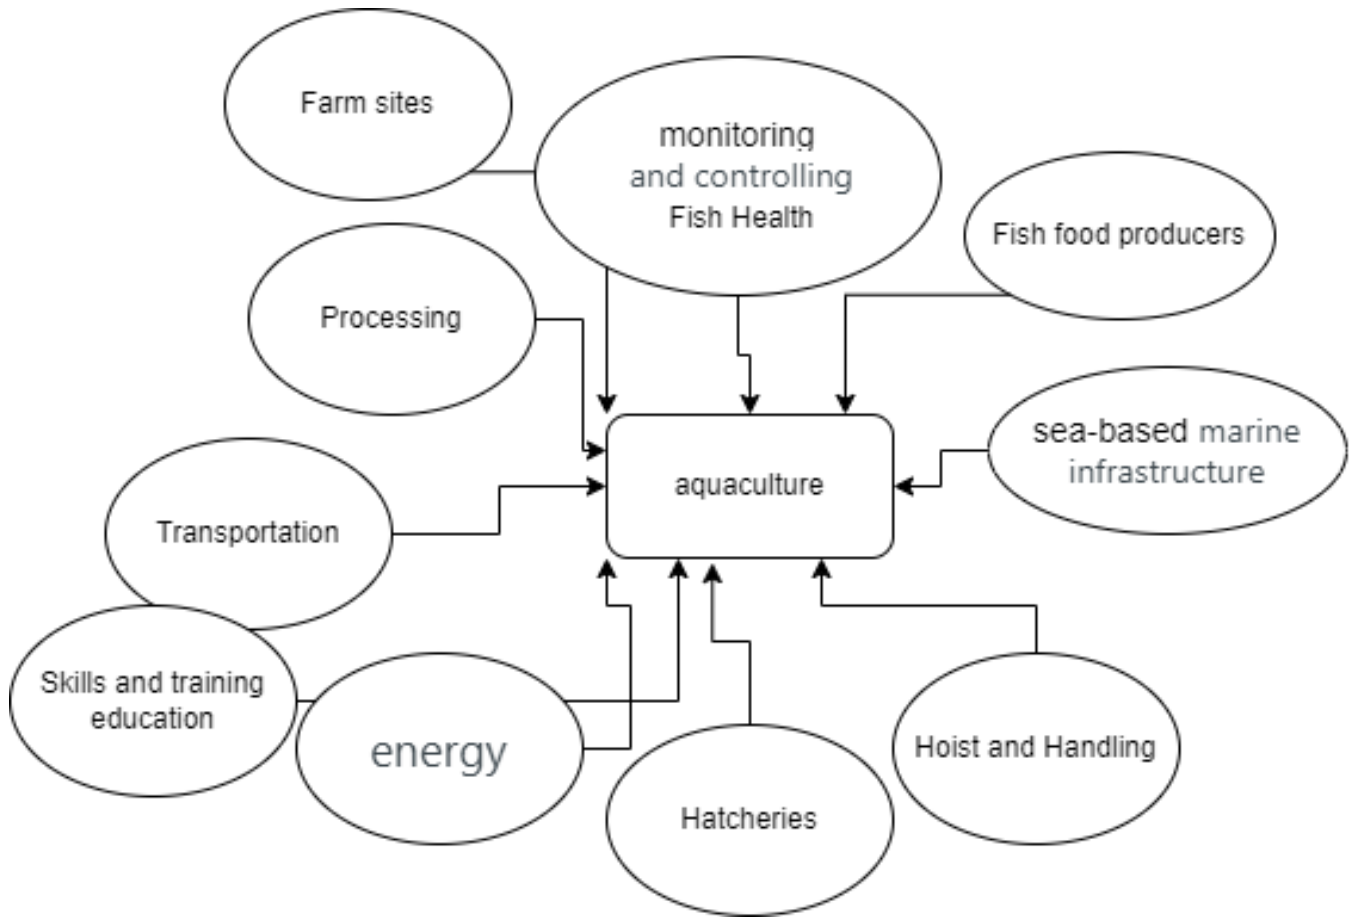 Farm sites
monitoring
and controlling
Fish Health
Fish food producers
Processing
sea-based marine
infrastructure
aquaculture
Transportation
Skills and training
education
energy
Hoist and Handling
Hatcheries